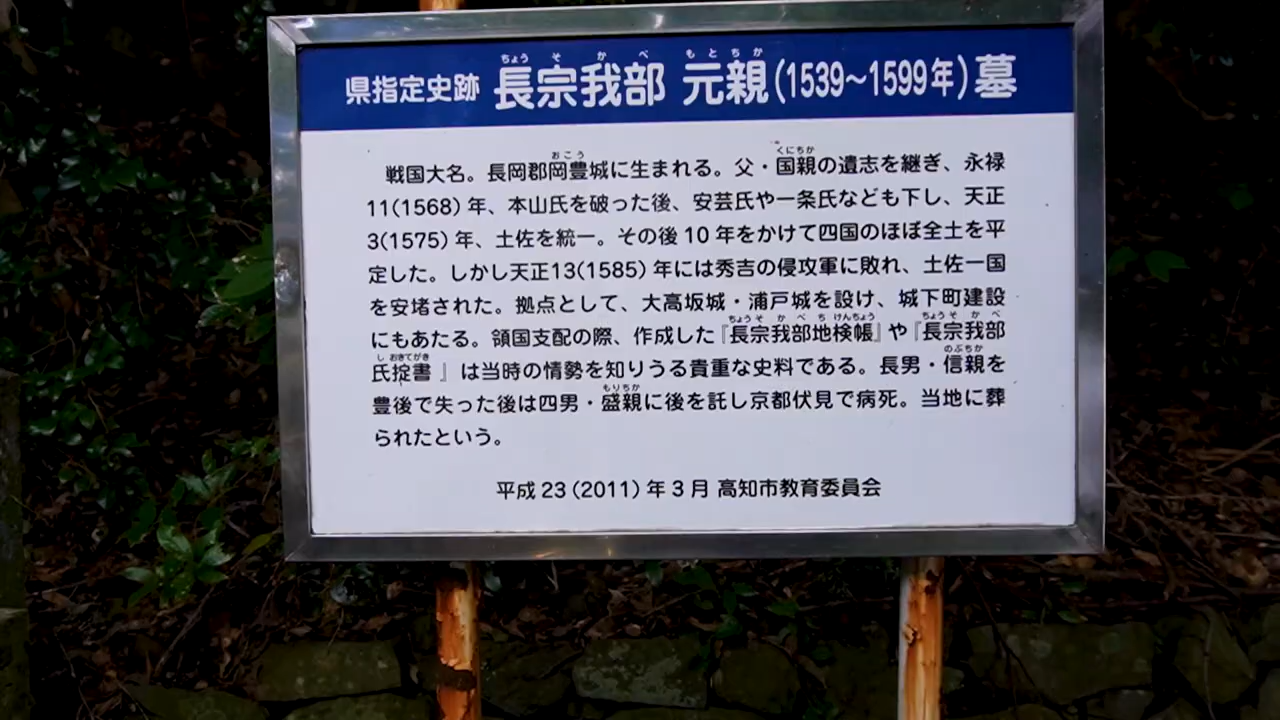 県指定史跡 長宗我部 元親(1539〜1599年)墓
戦国大名。長岡郡岡豊城に生まれる。父・国親の遺志を継ぎ、永禄
11(1568)年、本山氏を破った後、安芸氏や一条氏なども下し、天正
3(1575)年、土佐を統一。その後10年をかけて四国のほぼ全土を平
定した。しかし天正13(1585)年には秀吉の侵攻軍に敗れ、土佐一国
を安堵された。拠点として、大高坂城・浦戸城を設け、城下町建設
にもあたる。領国支配の際、作成した『長宗我部地検帳』や『長宗我部
氏掟書』は当時の情勢を知りうる貴重な史料である。長男・信親を
豊後で失った後は四男・盛親に後を託し京都伏見で病死。当地に葬
られたという。
平成23(2011)年3月 高知市教育委員会